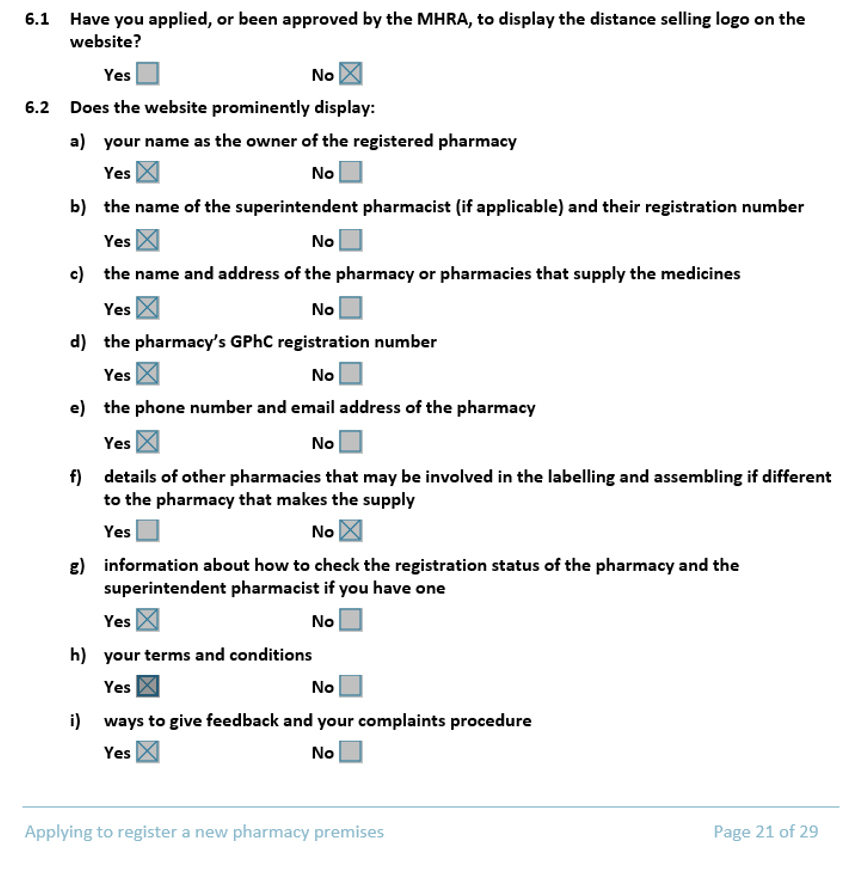 6.1 Have you applied, or been approved by the MHRA, to display the distance selling logo on the
website?
Yes ☐ No ☒
6.2 Does the website prominently display:
a) your name as the owner of the registered pharmacy
Yes ☒ No ☐
b) the name of the superintendent pharmacist (if applicable) and their registration number
Yes ☒ No ☐
c) the name and address of the pharmacy or pharmacies that supply the medicines
Yes ☒ No ☐
d) the pharmacy’s GPhC registration number
Yes ☒ No ☐
e) the phone number and email address of the pharmacy
Yes ☒ No ☐
f) details of other pharmacies that may be involved in the labelling and assembling if different
to the pharmacy that makes the supply
Yes ☐ No ☒
g) information about how to check the registration status of the pharmacy and the
superintendent pharmacist if you have one
Yes ☒ No ☐
h) your terms and conditions
Yes ☒ No ☐
i) ways to give feedback and your complaints procedure
Yes ☒ No ☐
Applying to register a new pharmacy premises Page 21 of 29